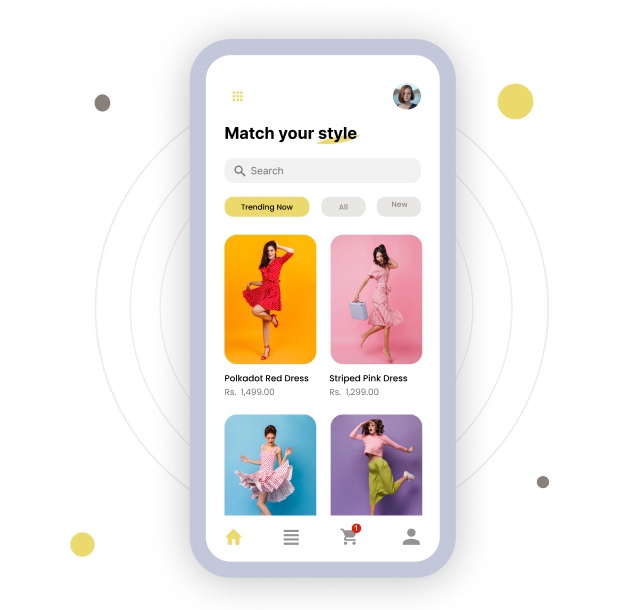 Match your style
Search
Trending Now
All
New
Polkadot Red Dress
Striped Pink Dress
Rs. 1,499.00
Rs. 1,299.00
1